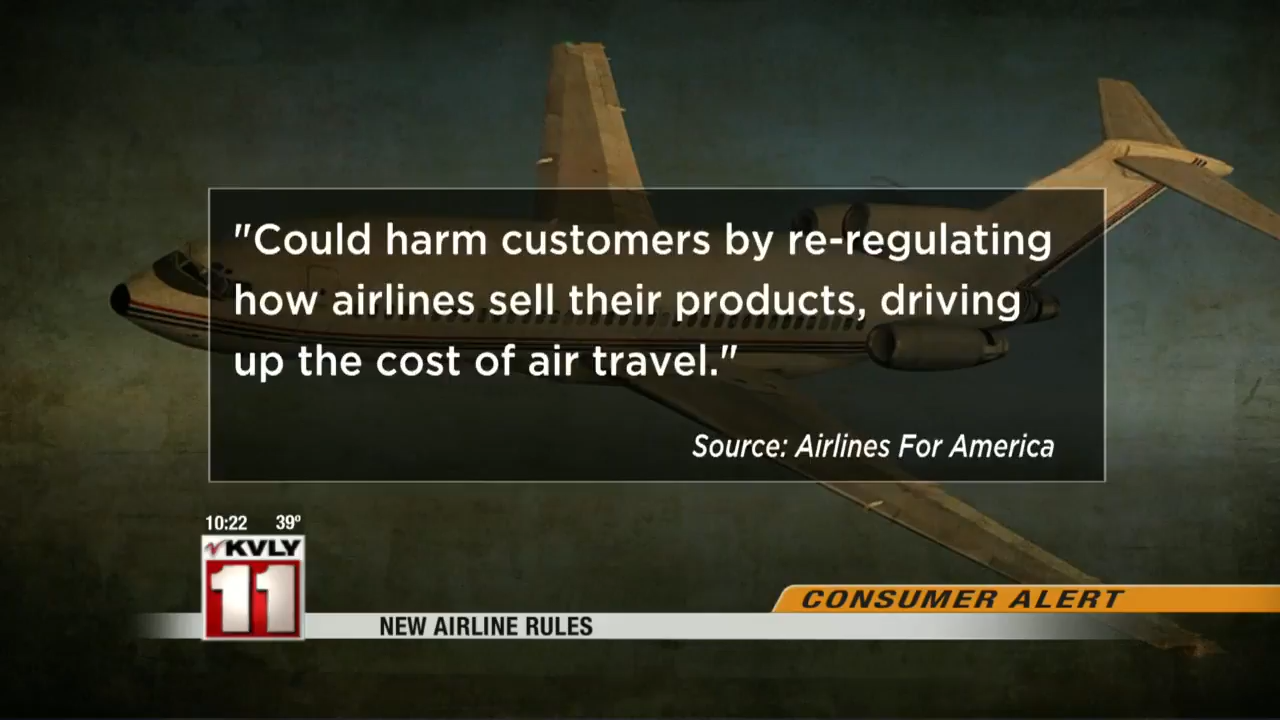 "Could harm customers by re-regulating
how airlines sell their products, driving
up the cost of air travel."
Source: Airlines For America
10:22 39°
KVLY
11
CONSUMER ALERT
NEW AIRLINE RULES